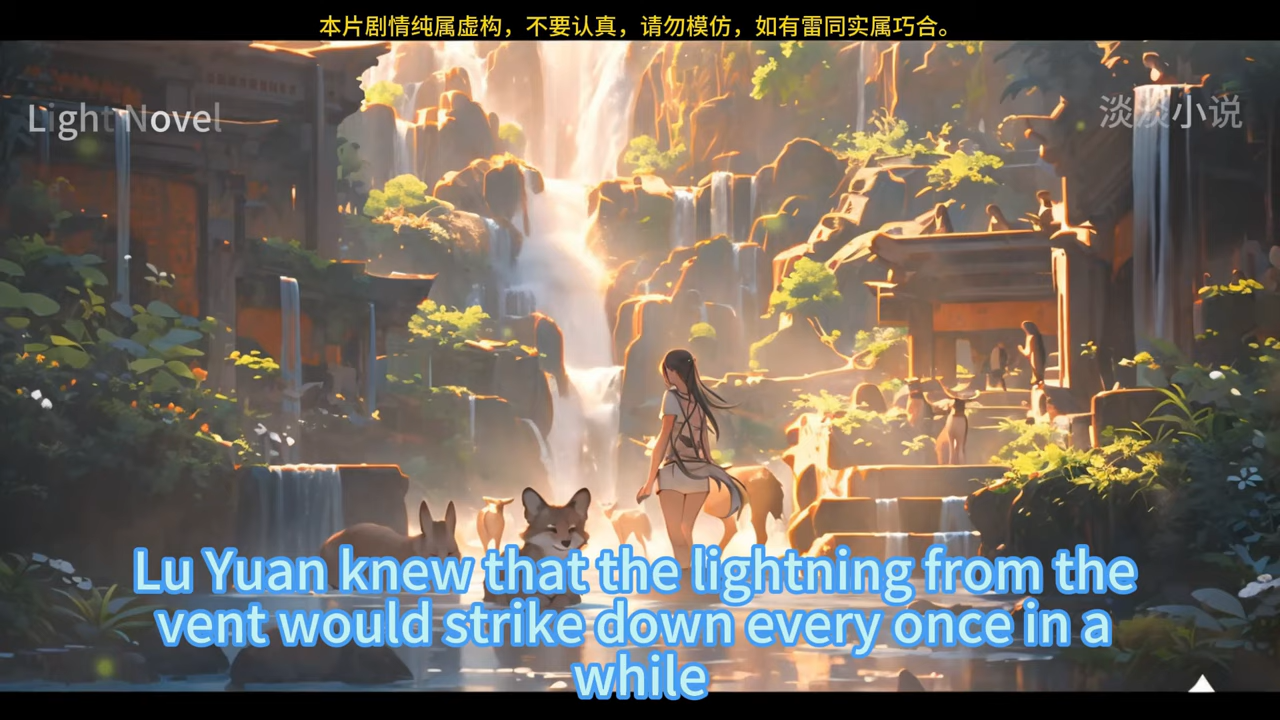 本片剧情纯属虚构，不要认真，请勿模仿，如有雷同实属巧合。
Light Novel
淡淡小说
Lu Yuan knew that the lightning from the
vent would strike down every once in a
while